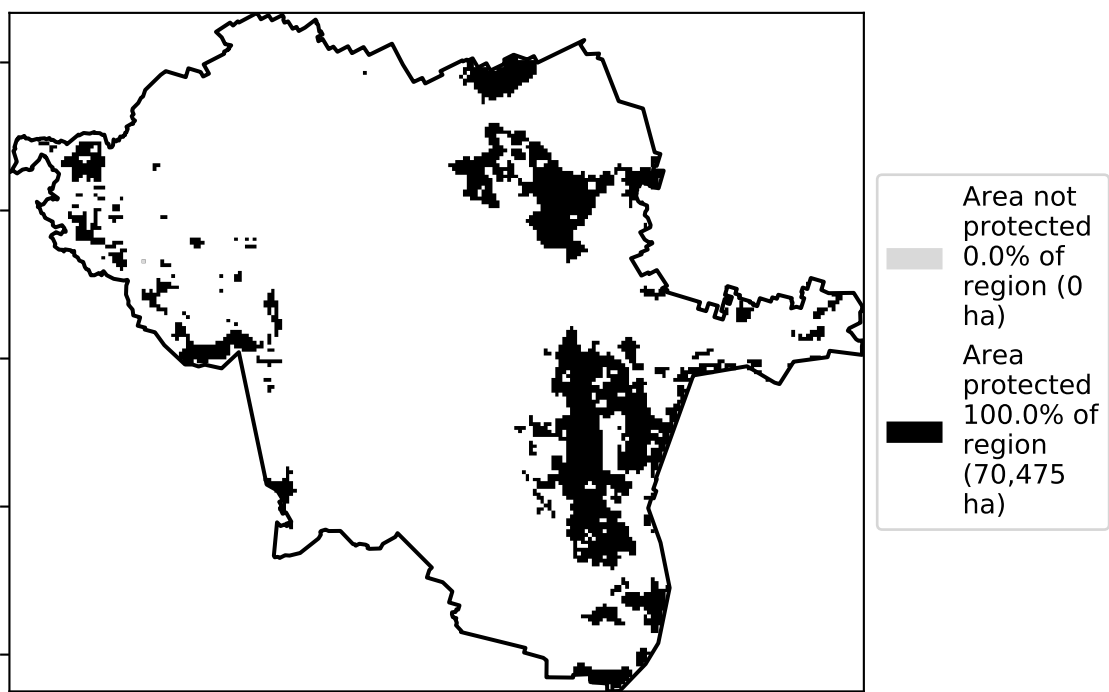 Area not
protected
0.0% of
region (0
ha)
Area
protected
100.0% of
region
(70,475
ha)